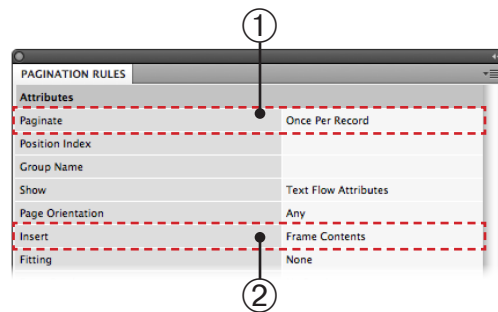 ①
PAGINATION RULES
Attributes
Paginate Once Per Record
Position Index
Group Name
Show Text Flow Attributes
Page Orientation Any
Insert Frame Contents
Fitting None
②